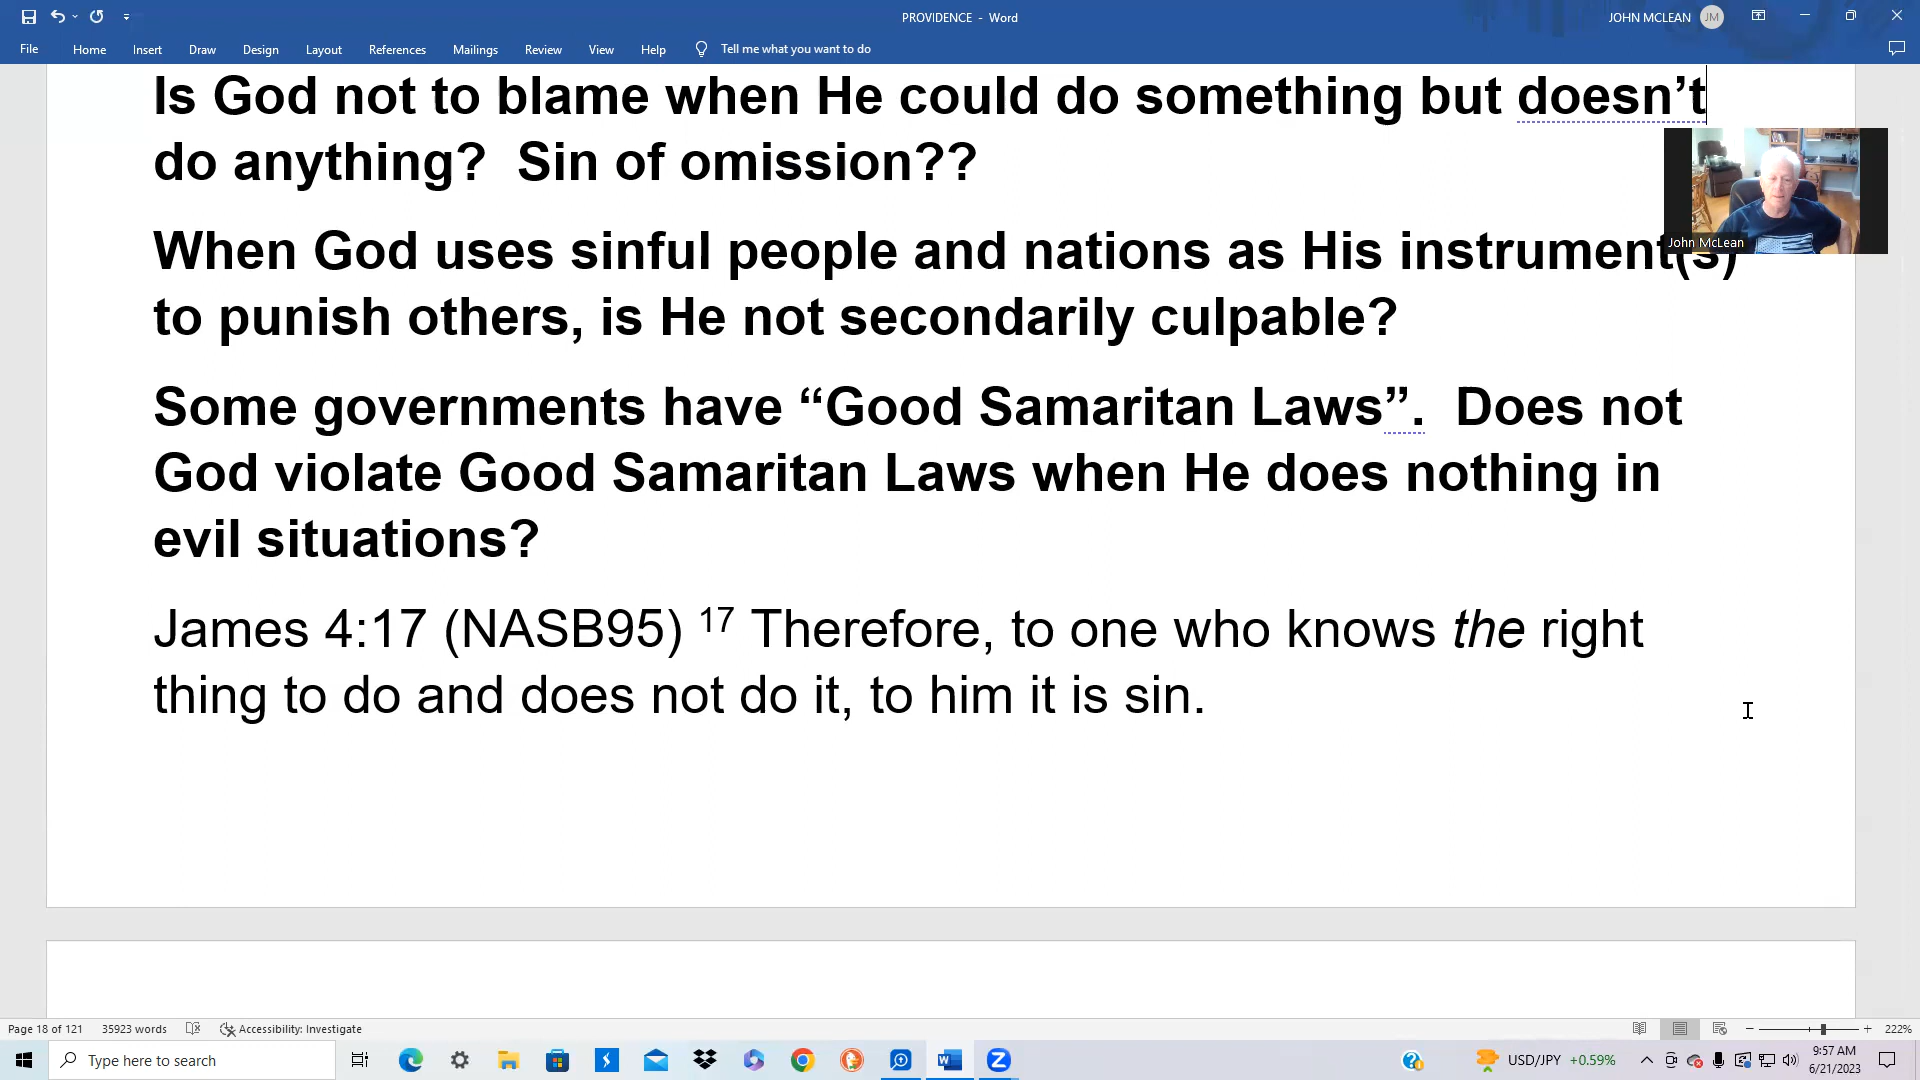 PROVIDENCE - Word
JOHN MCLEAN JM
File Home Insert Draw Design Layout References Mailings Review View Help Tell me what you want to do
Is God not to blame when He could do something but doesn’t
do anything?  Sin of omission??
John McLean
When God uses sinful people and nations as His instrument(s)
to punish others, is He not secondarily culpable?
Some governments have “Good Samaritan Laws”.  Does not
God violate Good Samaritan Laws when He does nothing in
evil situations?
James 4:17 (NASB95) 17 Therefore, to one who knows the right
thing to do and does not do it, to him it is sin.
Page 18 of 121 35923 words Accessibility: Investigate 222%
Type here to search USD/JPY +0.59% 9:57 AM
6/21/2023